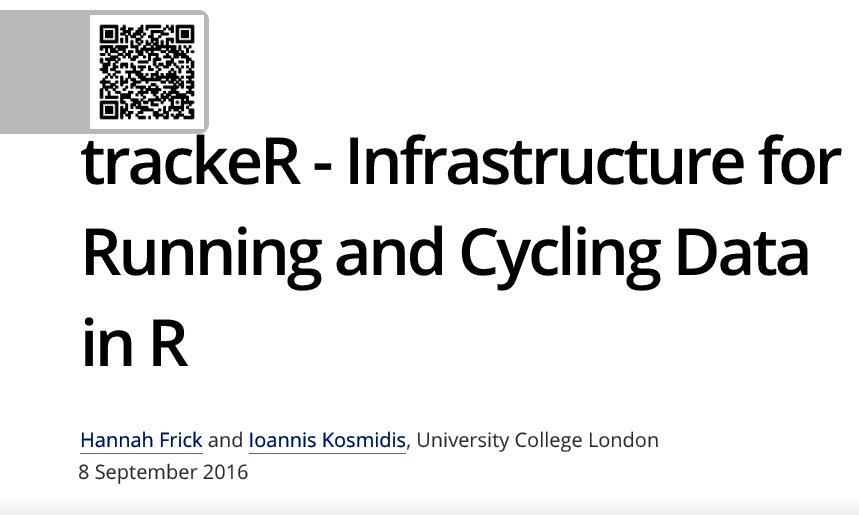 trackeR - Infrastructure for
Running and Cycling Data
in R
Hannah Frick and Ioannis Kosmidis, University College London
8 September 2016